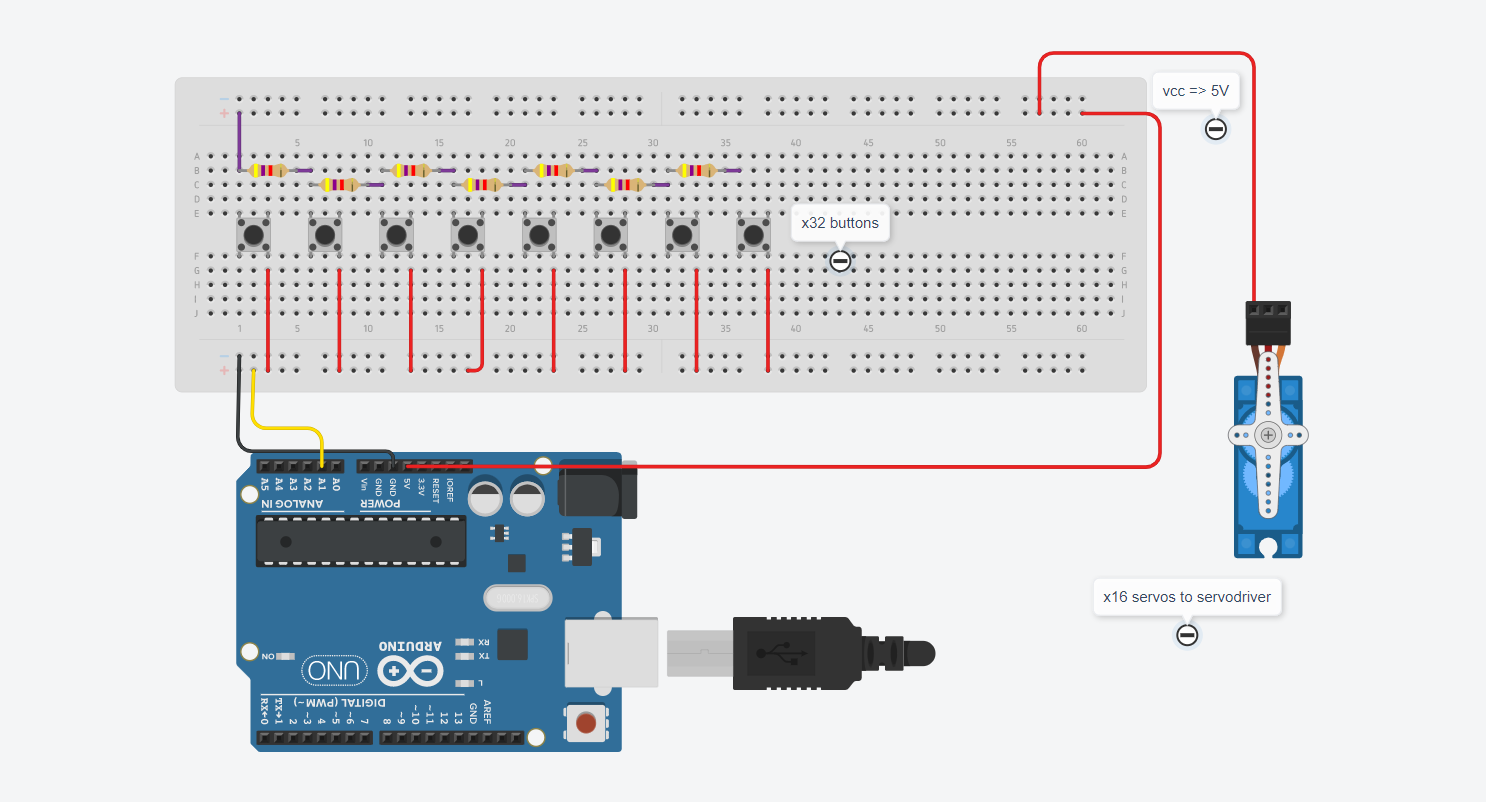 vcc => 5V
5 10 15 20 25 30 35 40 45 50 55 60
A A
B B
C C
D D
E E
x32 buttons
F F
G G
H H
I I
J J
1 5 10 15 20 25 30 35 40 45 50 55 60
A5 A4 A3 A2 A1 A0 Vin GND GND 5V 3.3V RESET IOREF
ANALOG IN POWER
x16 servos to servodriver
ARDUINO RX
ON UNO TX
L
DIGITAL (PWM~)
RX←0 TX→1 2 ~3 4 ~5 ~6 7 8 ~9 ~10 ~11 12 13 GND AREF